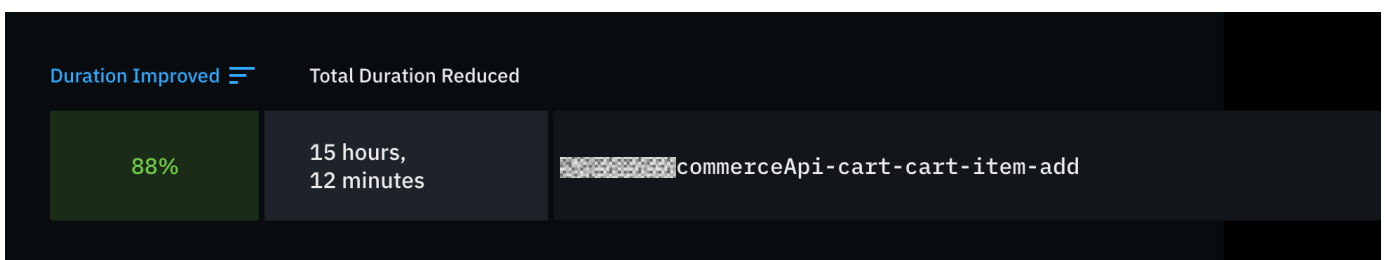 Duration Improved
Total Duration Reduced
88%
15 hours,
12 minutes
commerceApi-cart-cart-item-add